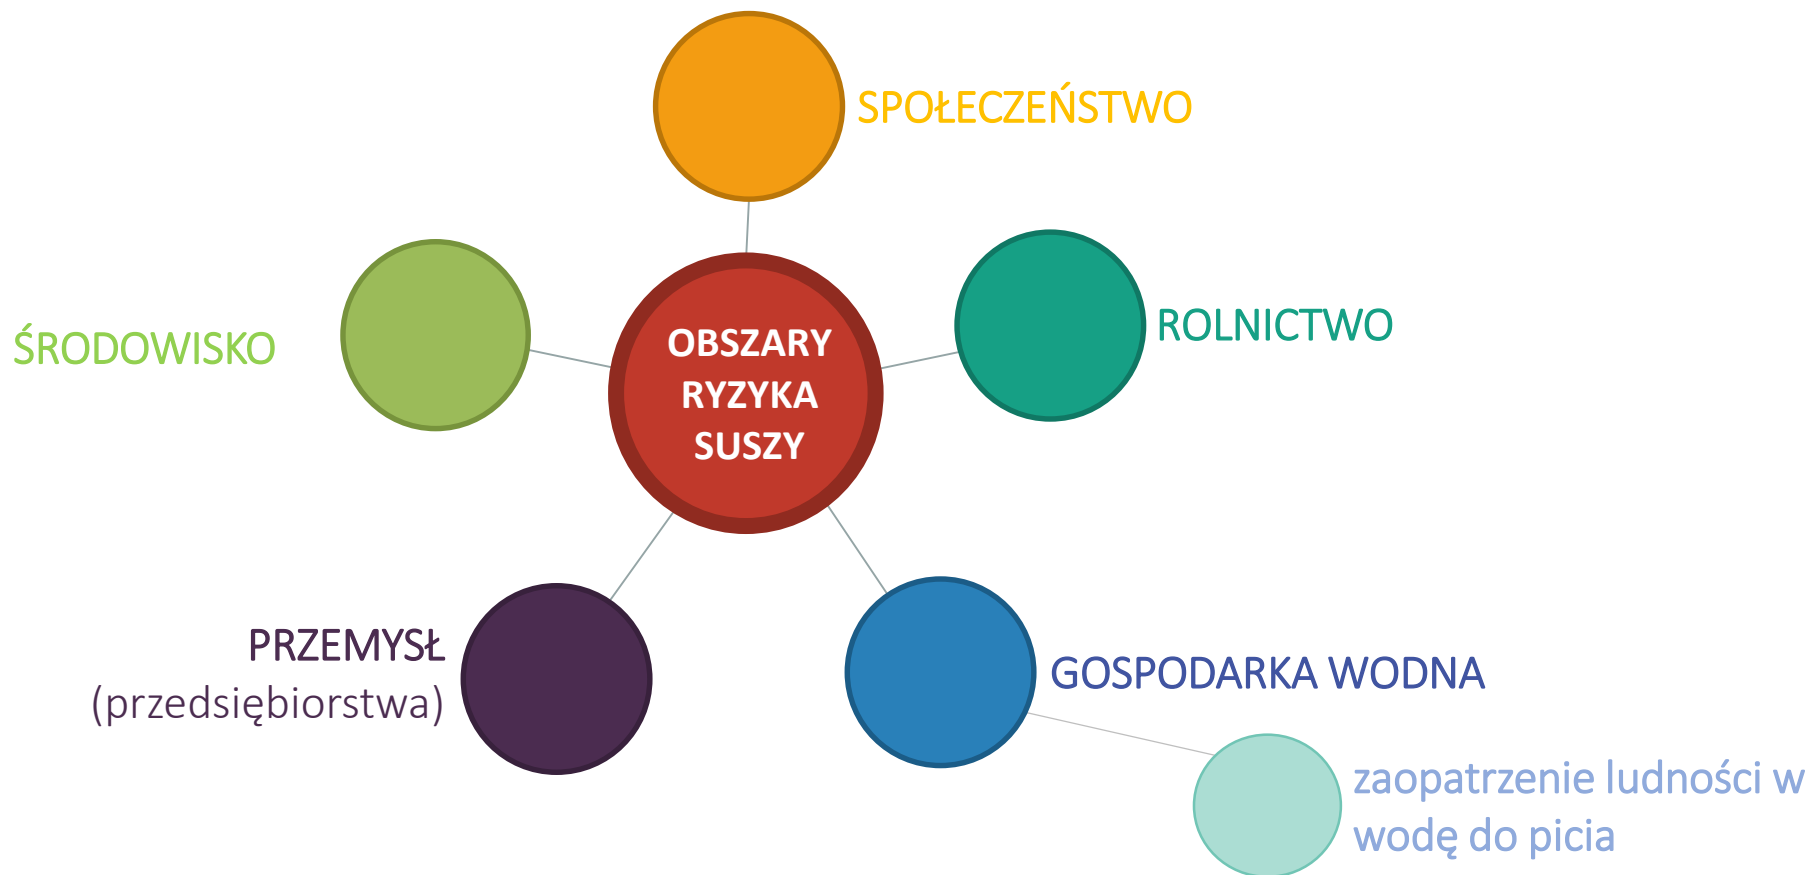 SPOŁECZEŃSTWO
ROLNICTWO
ŚRODOWISKO
OBSZARY
RYZYKA
SUSZY
PRZEMYSŁ
(przedsiębiorstwa)
GOSPODARKA WODNA
zaopatrzenie ludności w
wodę do picia